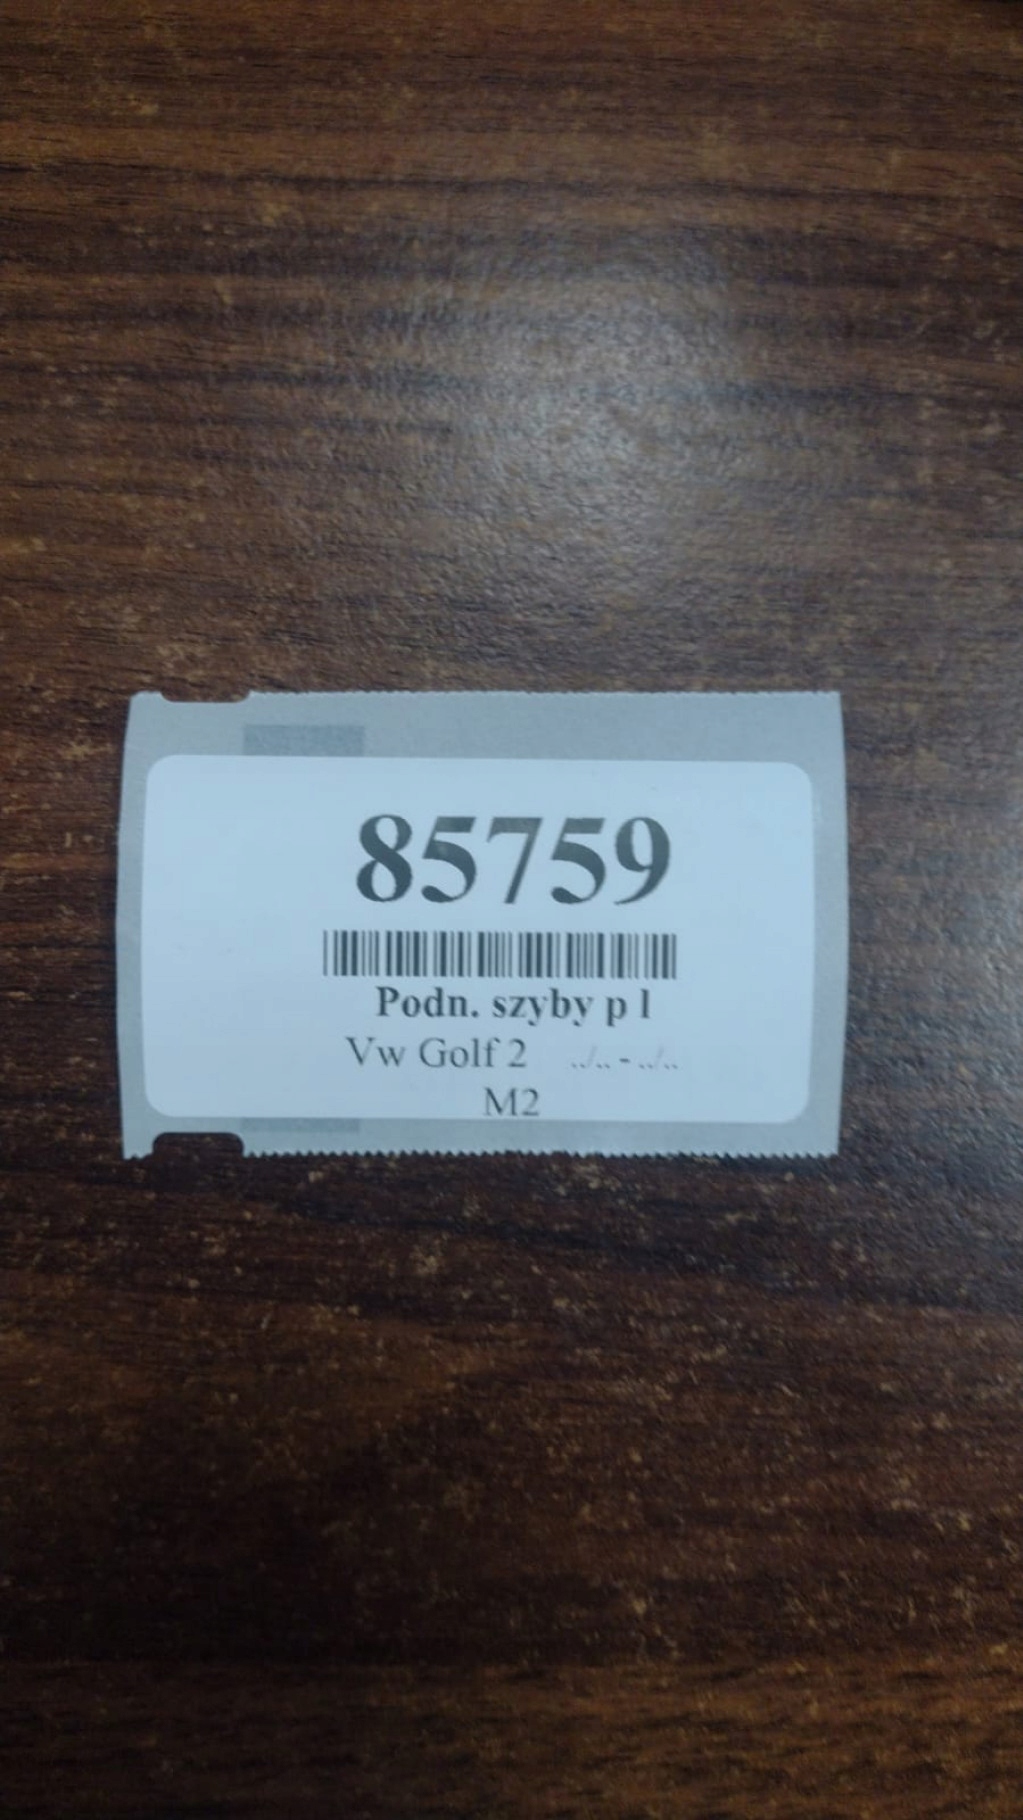 85759
Podn. szyby p l
Vw Golf 2 ../.. - ../..
M2